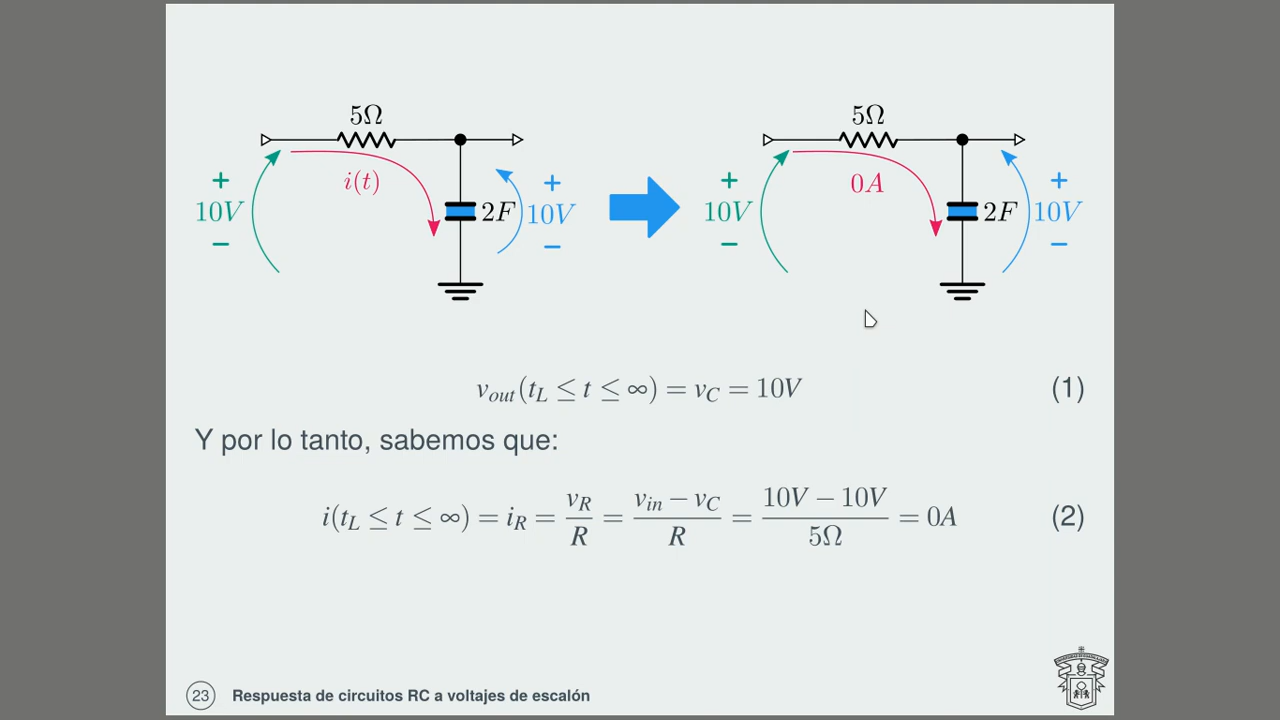 5Ω
5Ω
+
10V
−
i(t)
2F
+
10V
−
+
10V
−
0A
2F
+
10V
−
v_out(t_L ≤ t ≤ ∞) = v_C = 10V (1)
Y por lo tanto, sabemos que:
i(t_L ≤ t ≤ ∞) = i_R = v_R/R = (v_in − v_C)/R = (10V − 10V)/5Ω = 0A (2)
23 Respuesta de circuitos RC a voltajes de escalón